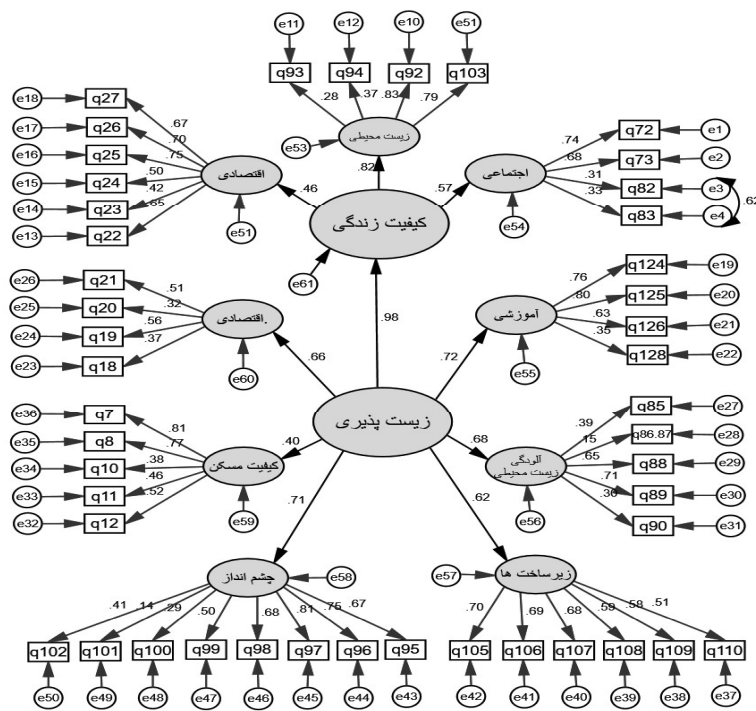 e11 e12 e10 e51
q93 q94 q92 q103
.28 .37 .83 .79
e53 زیست محیطی
.82
e18 q27 .67
e17 q26 .70
e16 q25 .75
e15 q24 .50
e14 q23 .42
e13 q22 .65
اقتصادی
e51
.46
.57
اجتماعی
e54
.74 q72 e1
.68 q73 e2
.31 q82 e3
.33 q83 e4
.62
کیفیت زندگی
e61
.98
e26 q21 .51
e25 q20 .32
e24 q19 .56
e23 q18 .37
اقتصادی.
e60
.66
.72
آموزشی
e55
.76 q124 e19
.80 q125 e20
.63 q126 e21
.35 q128 e22
زیست پذیری
e36 q7 .81
e35 q8 .77
e34 q10 .38
e33 q11 .46
e32 q12 .52
کیفیت مسکن
e59
.40
.68
آلودگی
زیست محیطی
e56
.39 q85 e27
.15 q86.87 e28
.65 q88 e29
.71 q89 e30
q90 e31
.71
.62
چشم انداز
e58
e57
زیرساخت ها
.41 .14 .29 .50 .68 .81 .75 .67
q102 q101 q100 q99 q98 q97 q96 q95
e50 e49 e48 e47 e46 e45 e44 e43
.70 .69 .68 .59 .58 .51
q105 q106 q107 q108 q109 q110
e42 e41 e40 e39 e38 e37